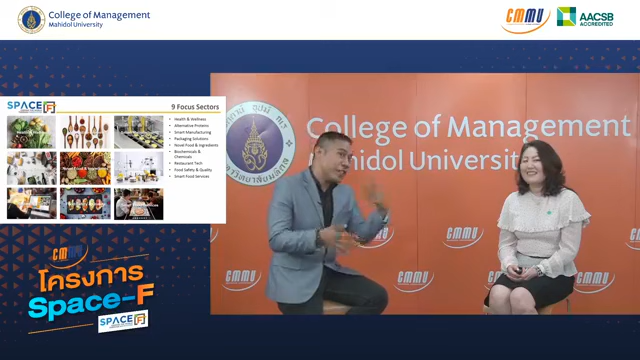 College of Management
Mahidol University
CMMU
AACSB
ACCREDITED
SPACE F
9 Focus Sectors
Health & Wellness
Alternative Proteins
Smart Manufacturing
Packaging Solutions
Novel Food & Ingredients
Biochemicals &
Chemicals
Restaurant Tech
Food Safety & Quality
Smart Food Services
College of Management
Mahidol University
CMMU
CMMU
CMMU
CMMU
CMMU
CMMU
โครงการ
Space-F
SPACE F